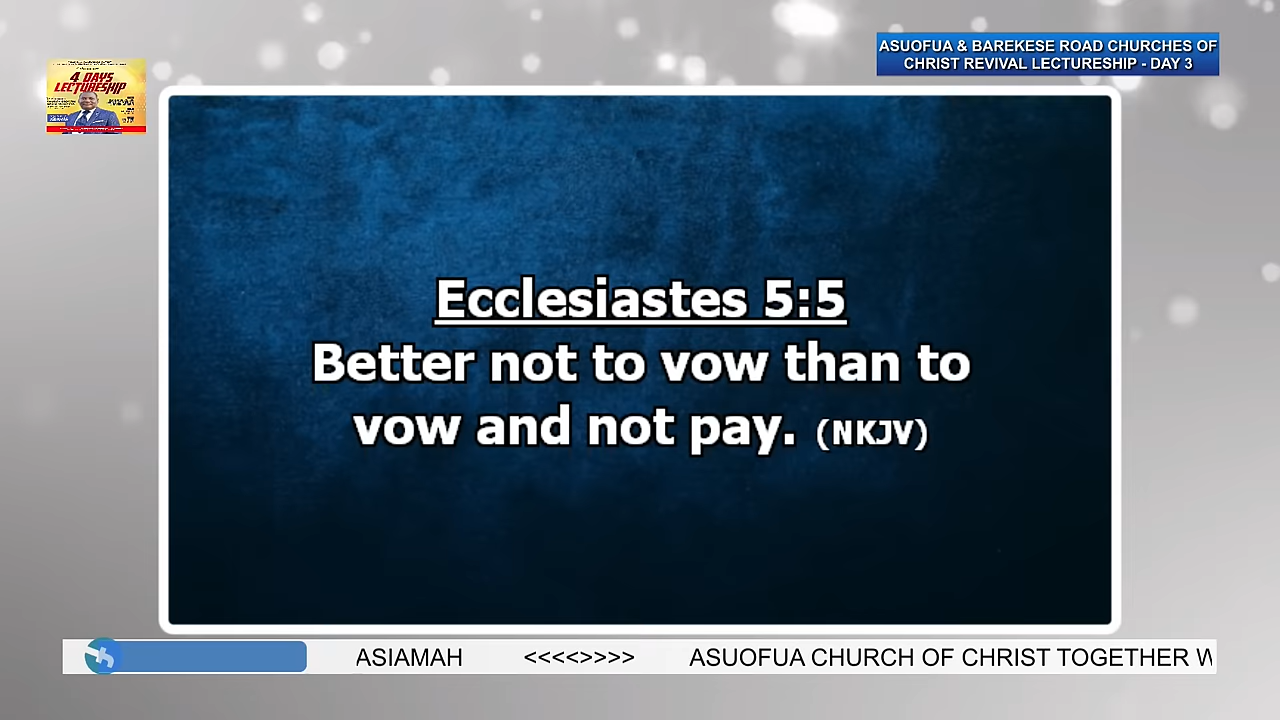 ASUOFUA & BAREKESE ROAD CHURCHES OF
CHRIST REVIVAL LECTURESHIP - DAY 3
4 DAYS
LECTURESHIP
Ecclesiastes 5:5
Better not to vow than to
vow and not pay. (NKJV)
ASIAMAH <<<<>>>> ASUOFUA CHURCH OF CHRIST TOGETHER W